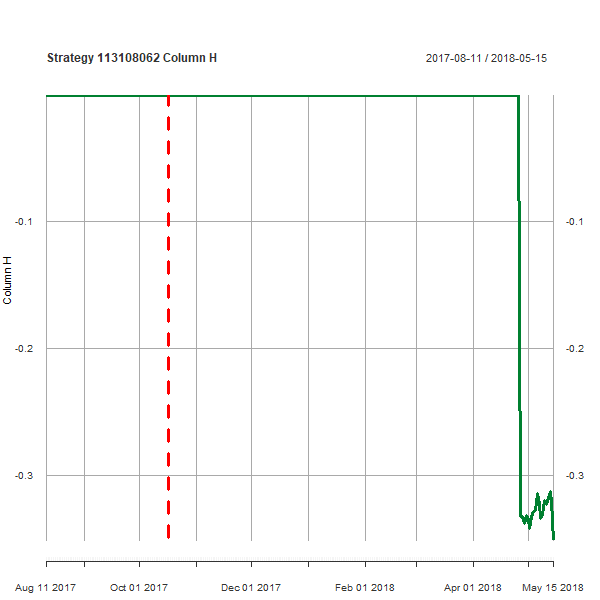 Strategy 113108062 Column H
2017-08-11 / 2018-05-15
Column H
-0.1
-0.1
-0.2
-0.2
-0.3
-0.3
Aug 11 2017
Oct 01 2017
Dec 01 2017
Feb 01 2018
Apr 01 2018
May 15 2018